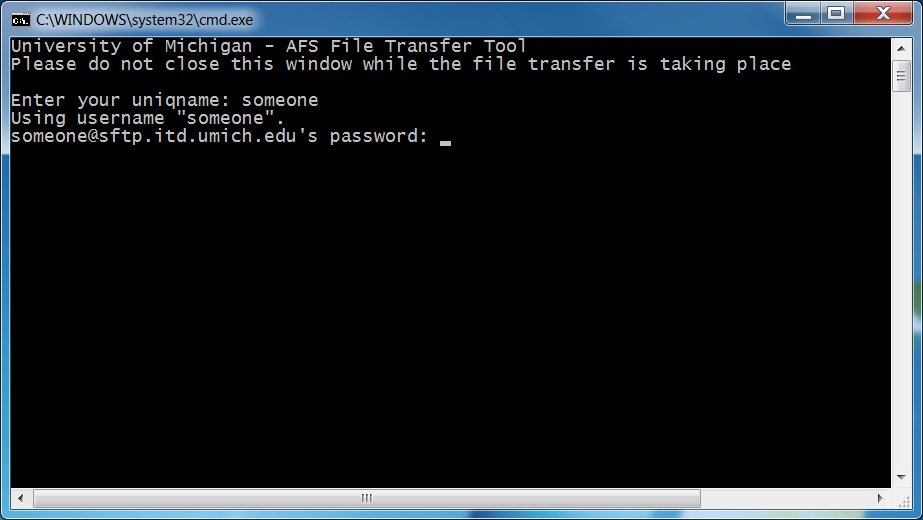 C:\WINDOWS\system32\cmd.exe
University of Michigan - AFS File Transfer Tool
Please do not close this window while the file transfer is taking place
Enter your uniqname: someone
Using username "someone".
someone@sftp.itd.umich.edu's password: